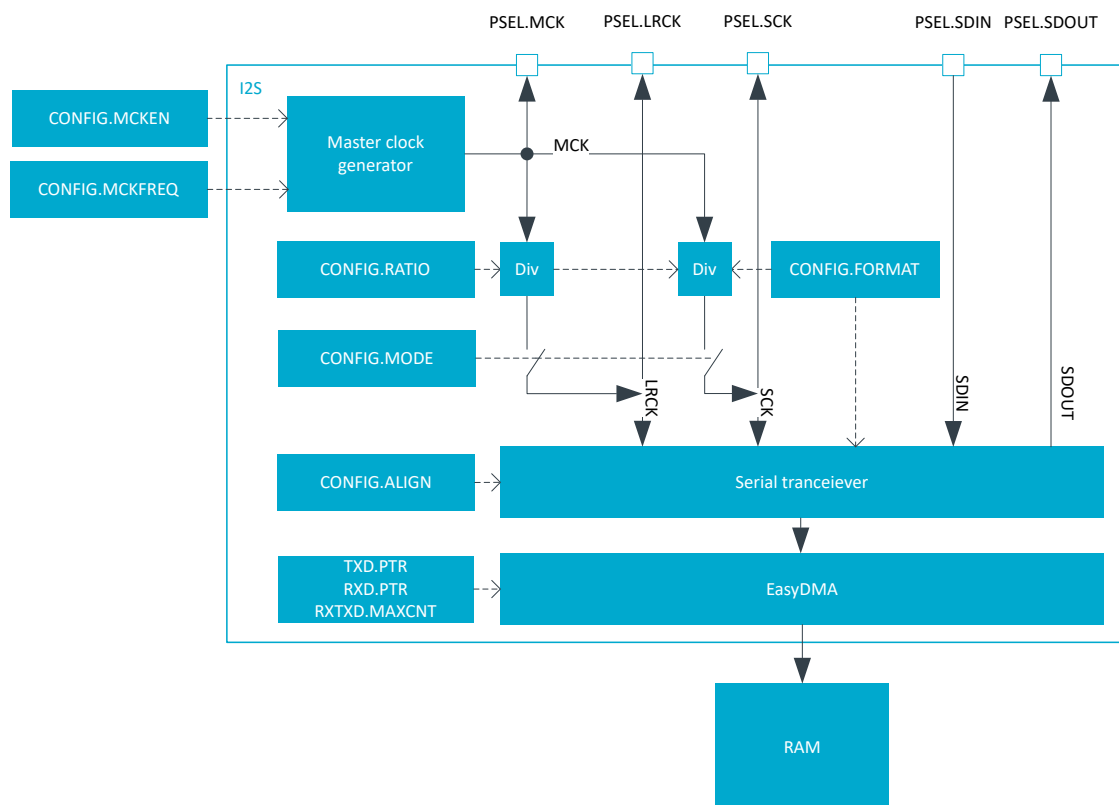 PSEL.MCK
PSEL.LRCK
PSEL.SCK
PSEL.SDIN
PSEL.SDOUT
I2S
CONFIG.MCKEN
CONFIG.MCKFREQ
Master clock
generator
MCK
CONFIG.RATIO
Div
Div
CONFIG.FORMAT
CONFIG.MODE
LRCK
SCK
SDIN
SDOUT
CONFIG.ALIGN
Serial tranceiever
TXD.PTR
RXD.PTR
RXTXD.MAXCNT
EasyDMA
RAM